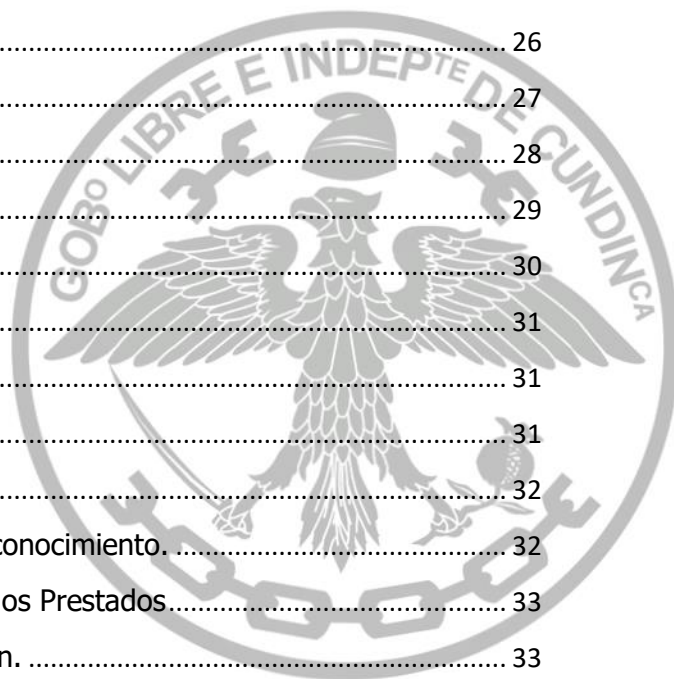 GOBº LIBRE E INDEPTE DE CUNDINCA
........ 26
........ 27
........ 28
........ 29
........ 30
........ 31
........ 31
........ 31
........ 32
conocimiento. ........ 32
os Prestados ........ 33
n. ........ 33